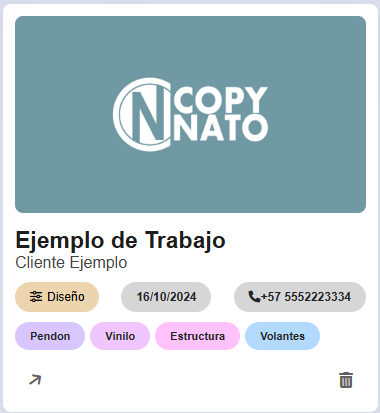 COPY
NATO
Ejemplo de Trabajo
Cliente Ejemplo
Diseño 16/10/2024 +57 5552223334
Pendon Vinilo Estructura Volantes